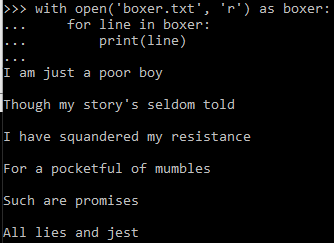 >>> with open('boxer.txt', 'r') as boxer:
...     for line in boxer:
...         print(line)
...
I am just a poor boy
Though my story's seldom told
I have squandered my resistance
For a pocketful of mumbles
Such are promises
All lies and jest